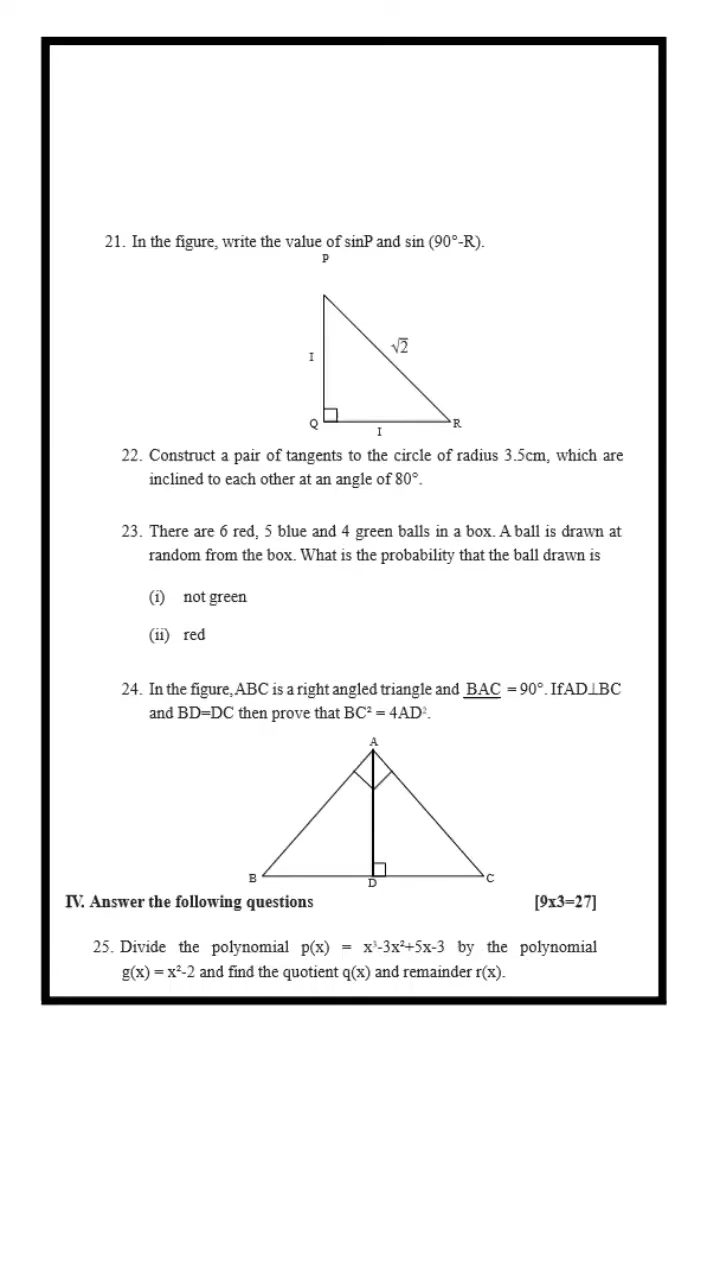 21. In the figure, write the value of sinP and sin (90°-R).
P
√2
I
Q
R
I
22. Construct a pair of tangents to the circle of radius 3.5cm, which are
inclined to each other at an angle of 80°.
23. There are 6 red, 5 blue and 4 green balls in a box. A ball is drawn at
random from the box. What is the probability that the ball drawn is
(i) not green
(ii) red
24. In the figure,ABC is a right angled triangle and BAC = 90°. IfAD⊥BC
and BD=DC then prove that BC² = 4AD².
A
B
D
C
IV. Answer the following questions [9x3=27]
25. Divide the polynomial p(x) = x³-3x²+5x-3 by the polynomial
g(x) = x²-2 and find the quotient q(x) and remainder r(x).